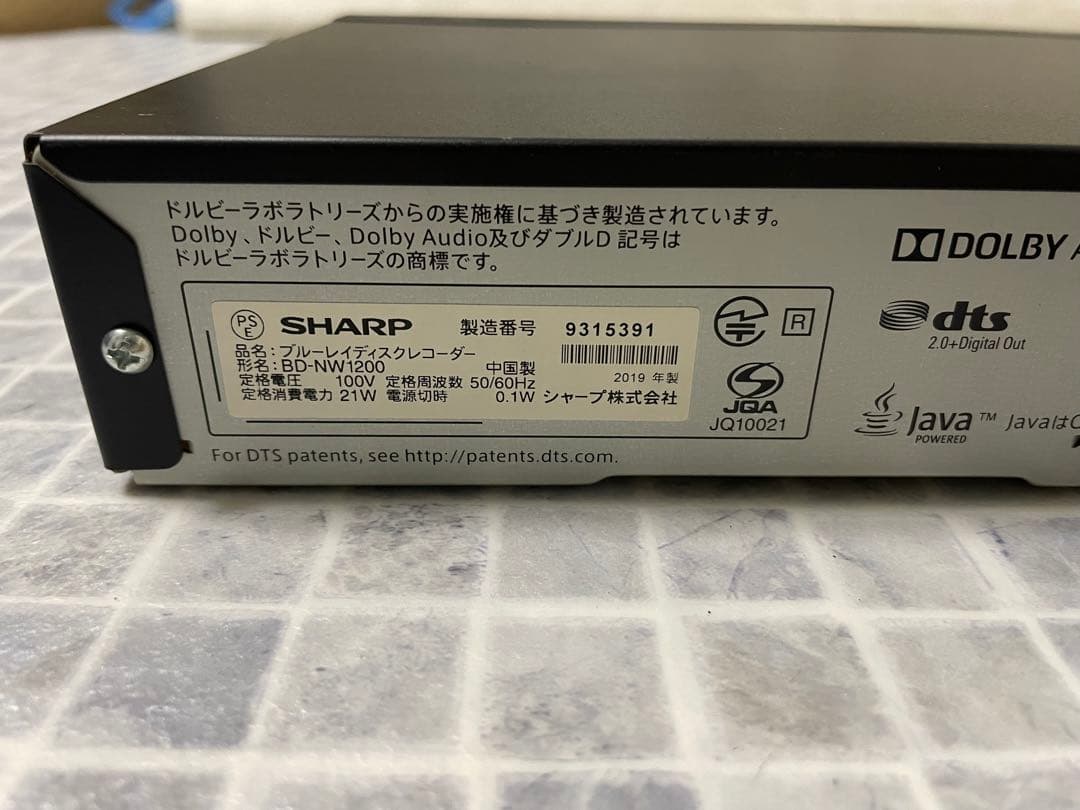 ドルビーラボラトリーズからの実施権に基づき製造されています。
Dolby、ドルビー、Dolby Audio及びダブルD 記号は
ドルビーラボラトリーズの商標です。
DOLBY
PSE SHARP 製造番号 9315391
品名：ブルーレイディスクレコーダー
形名：BD-NW1200 中国製
2019 年製
定格電圧 100V 定格周波数 50/60Hz
定格消費電力 21W 電源切時 0.1W シャープ株式会社
R
JQA
JQ10021
dts
2.0+Digital Out
Java™ Javaは
POWERED
For DTS patents, see http://patents.dts.com.